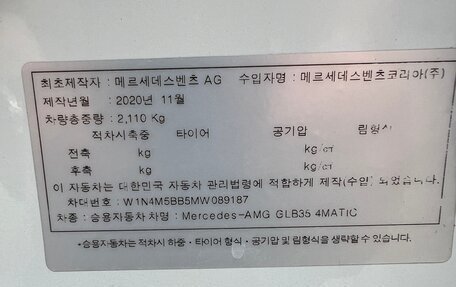 최초제작자 : 메르세데스벤츠 AG 수입자명 : 메르세데스벤츠코리아(주)
제작년월 : 2020년 11월
차량총중량 : 2,110 Kg
적차시축중 타이어 공기압 림형식
전축 kg kg/㎠
후축 kg kg/㎠
이 자동차는 대한민국 자동차 관리법령에 적합하게 제작(수입) 되었습니다.
차대번호 : W1N4M5BB5MW089187
차종 : 승용자동차 차명 : Mercedes-AMG GLB35 4MATIC
*승용자동차는 적차시 하중 · 타이어 형식 · 공기압 및 림형식을 생략할 수 있습니다.